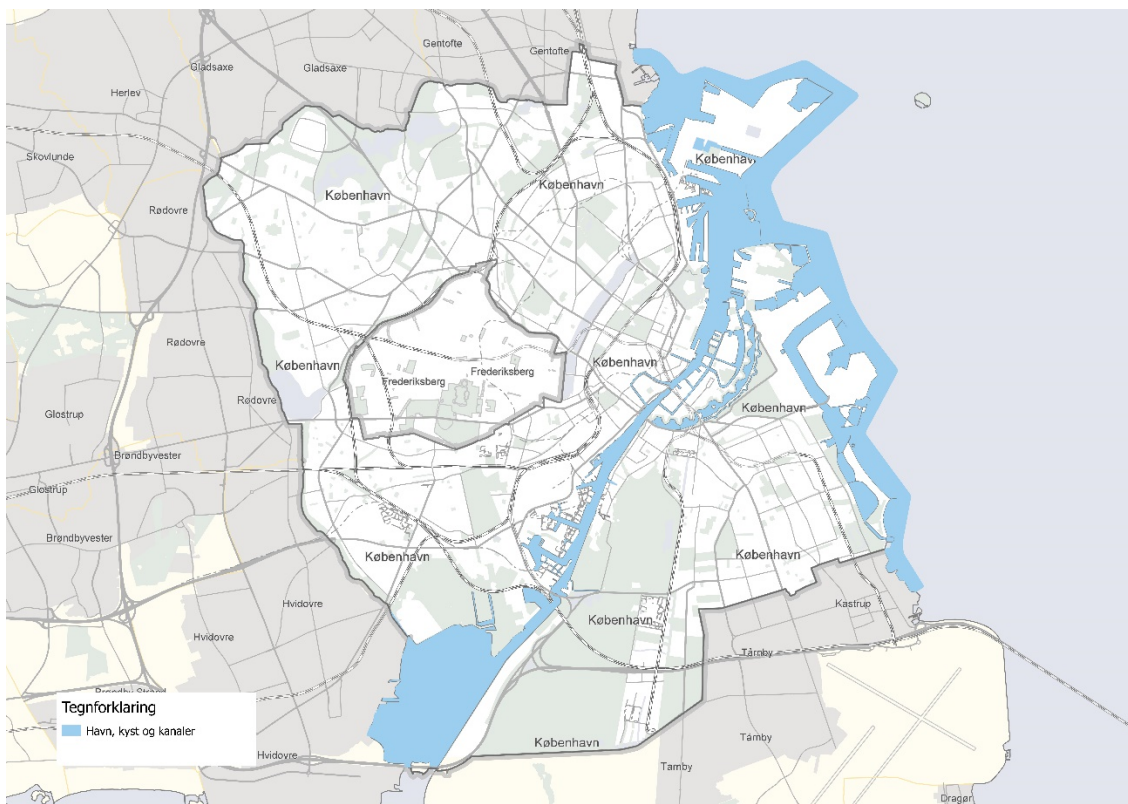 Gentofte
Gentofte
Gladsaxe
Gladsaxe
Herlev
Skovlunde
København
København
København
Rødovre
Rødovre
København
Frederiksberg
Frederiksberg
København
Rødovre
København
Glostrup
Brøndbyvester
Glostrup
Brøndbyvester
København
København
Hvidovre
Kastrup
København
Hvidovre
Tårnby
Brøndby Strand
Tegnforklaring
Havn, kyst og kanaler
København
Tårnby
Hvidovre
Tårnby
Dragør